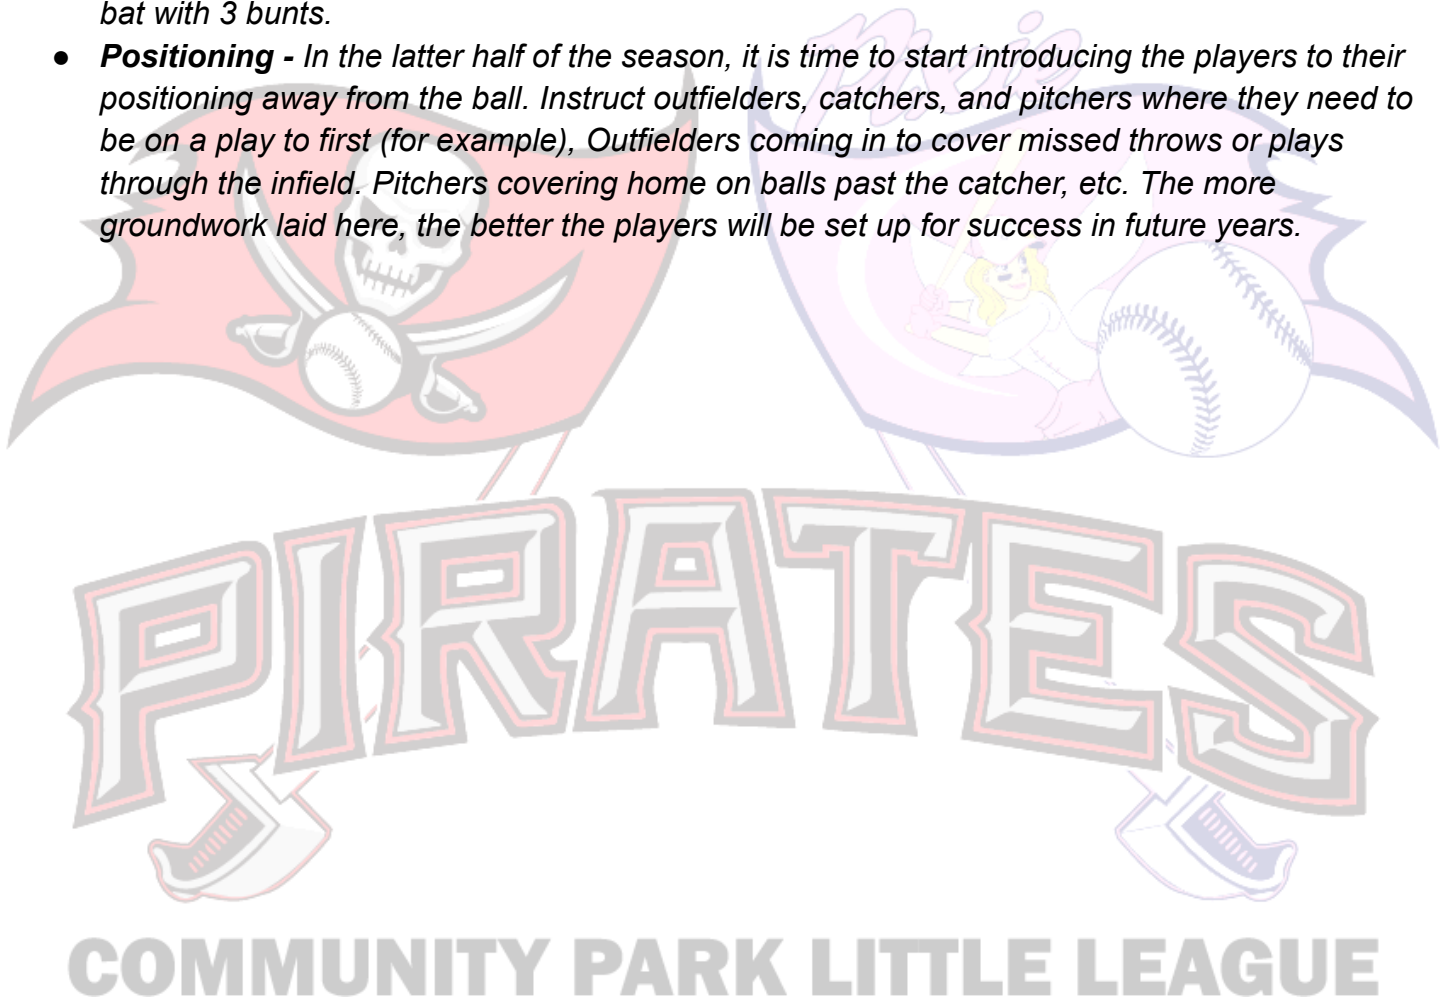 bat with 3 bunts.
● Positioning - In the latter half of the season, it is time to start introducing the players to their
positioning away from the ball. Instruct outfielders, catchers, and pitchers where they need to
be on a play to first (for example), Outfielders coming in to cover missed throws or plays
through the infield. Pitchers covering home on balls past the catcher, etc. The more
groundwork laid here, the better the players will be set up for success in future years.
Pixie
PIRATES
COMMUNITY PARK LITTLE LEAGUE